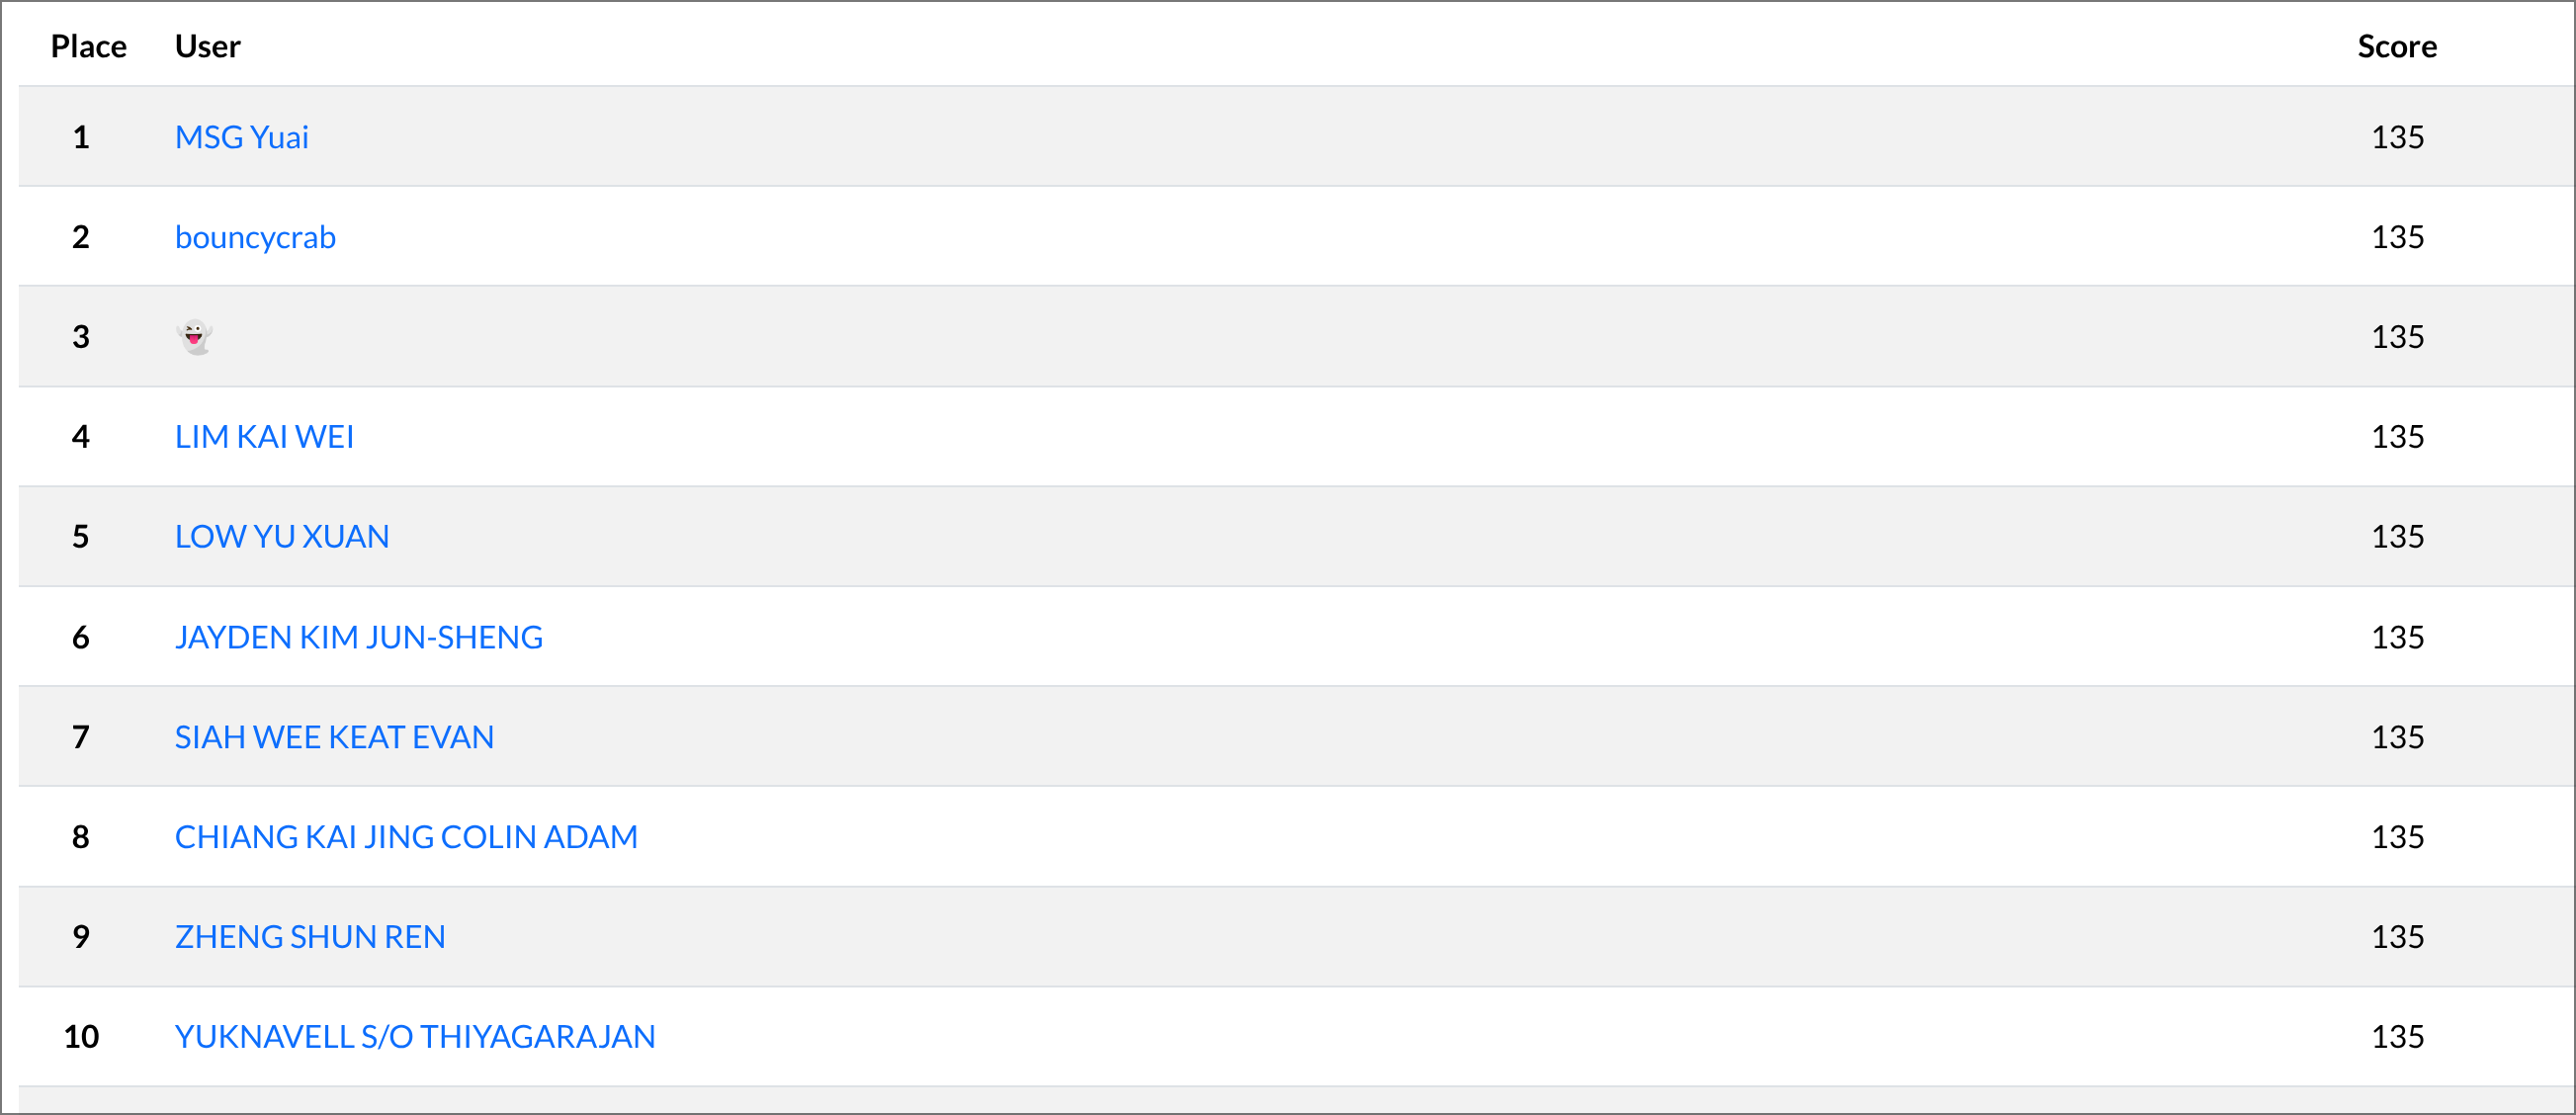 Place User Score
1 MSG Yuai 135
2 bouncycrab 135
3 👻 135
4 LIM KAI WEI 135
5 LOW YU XUAN 135
6 JAYDEN KIM JUN-SHENG 135
7 SIAH WEE KEAT EVAN 135
8 CHIANG KAI JING COLIN ADAM 135
9 ZHENG SHUN REN 135
10 YUKNAVELL S/O THIYAGARAJAN 135